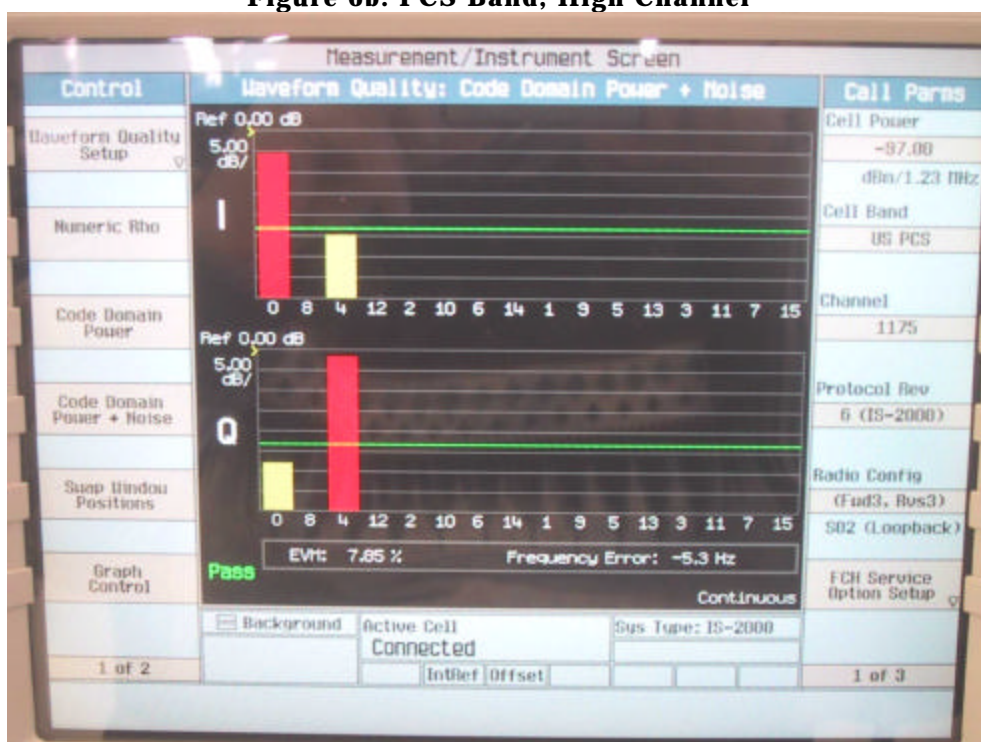 Figure 6b: PCS Band, High Channel
Measurement/Instrument Screen
Control
Waveform Quality: Code Domain Power + Noise
Call Parms
Waveform Quality
Setup
Numeric Rho
Code Domain
Power
Code Domain
Power + Noise
Swap Window
Positions
Graph
Control
1 of 2
Ref 0.00 dB
5.00
dB/
I
0 8 4 12 2 10 6 14 1 9 5 13 3 11 7 15
Ref 0.00 dB
5.00
dB/
Q
0 8 4 12 2 10 6 14 1 9 5 13 3 11 7 15
EVM: 7.85 % Frequency Error: -5.3 Hz
Pass
Continuous
Background
Active Cell
Connected
Sys Type: IS-2000
IntRef Offset
Cell Power
-97.00
dBm/1.23 MHz
Cell Band
US PCS
Channel
1175
Protocol Rev
6 (IS-2000)
Radio Config
(Fwd3, Rvs3)
SO2 (Loopback)
FCH Service
Option Setup
1 of 3